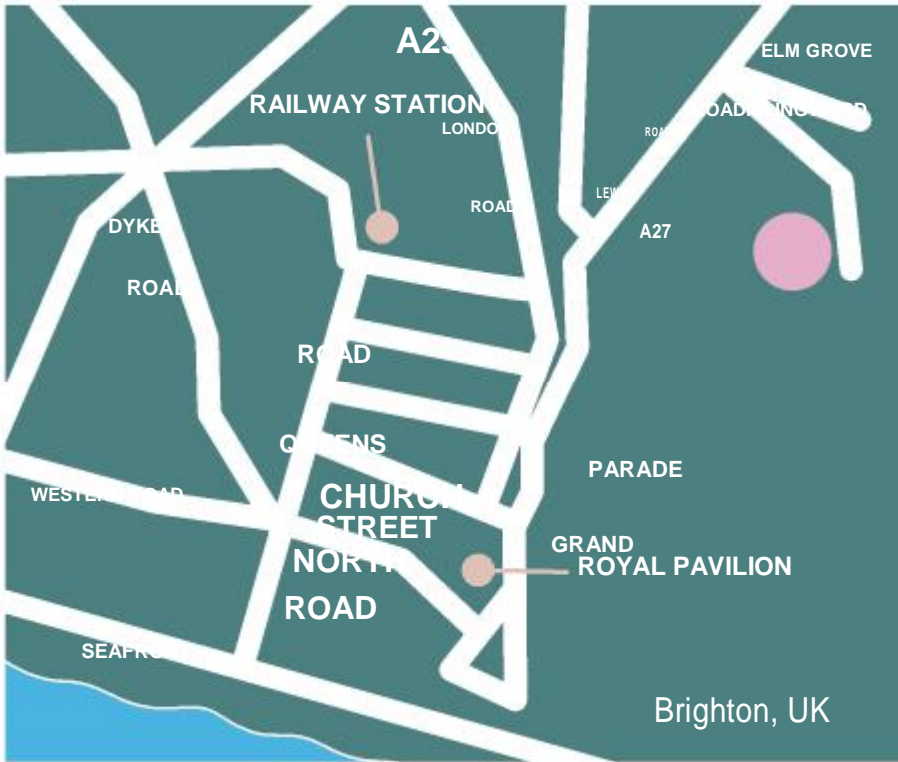 ELM GROVE
RAILWAY STATION
ROAD
A27
DYKE
ROAD
ROAD
QUEENS
PARADE
WESTERN ROAD
CHURCH
STREET
GRAND
NORTH
ROYAL PAVILION
ROAD
Brighton, UK